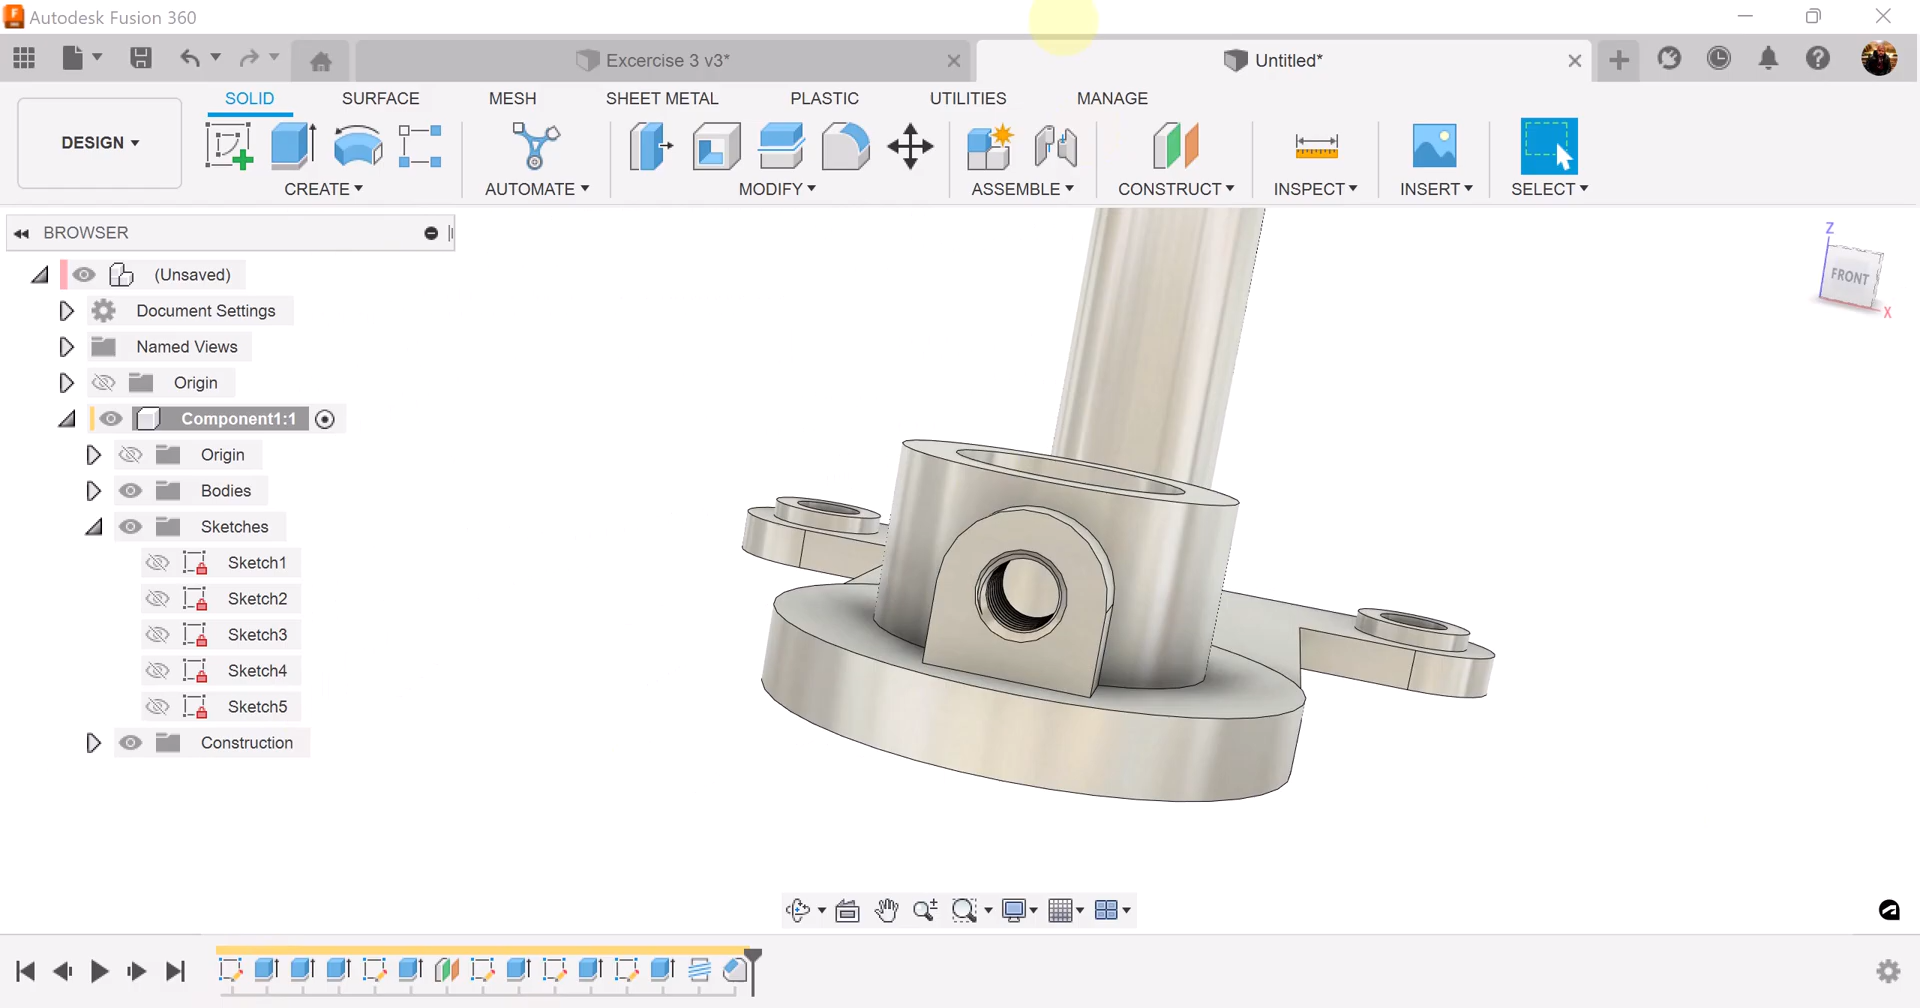 Autodesk Fusion 360
Excercise 3 v3*
Untitled*
DESIGN
SOLID
SURFACE
MESH
SHEET METAL
PLASTIC
UTILITIES
MANAGE
CREATE
AUTOMATE
MODIFY
ASSEMBLE
CONSTRUCT
INSPECT
INSERT
SELECT
BROWSER
(Unsaved)
Document Settings
Named Views
Origin
Component1:1
Origin
Bodies
Sketches
Sketch1
Sketch2
Sketch3
Sketch4
Sketch5
Construction
Z
FRONT
X